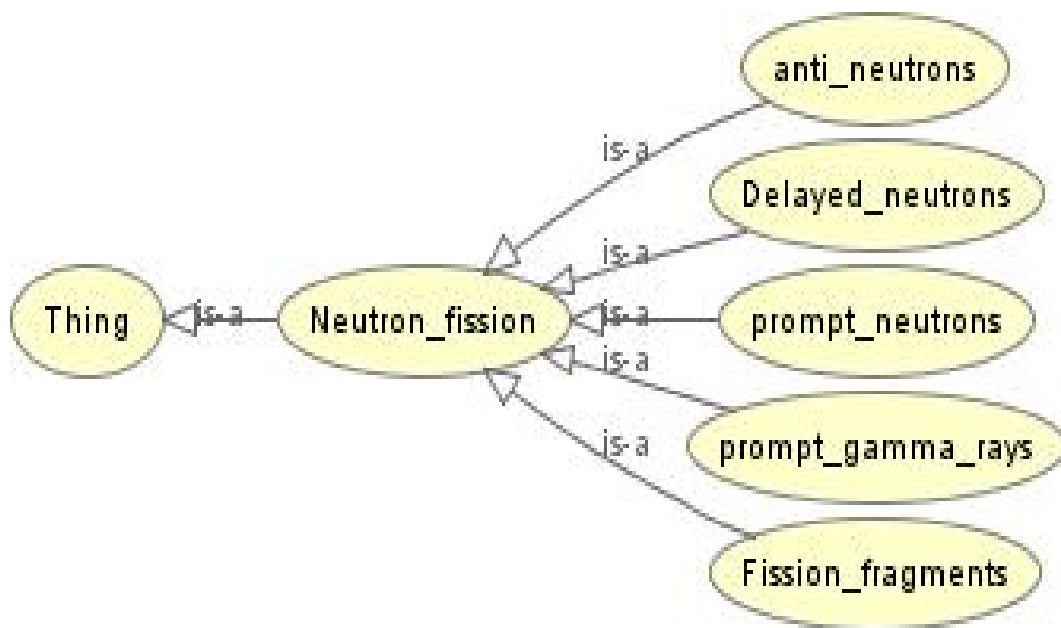 anti_neutrons
is-a
Delayed_neutrons
is-a
Thing
is-a
Neutron_fission
is-a
prompt_neutrons
is-a
prompt_gamma_rays
is-a
Fission_fragments